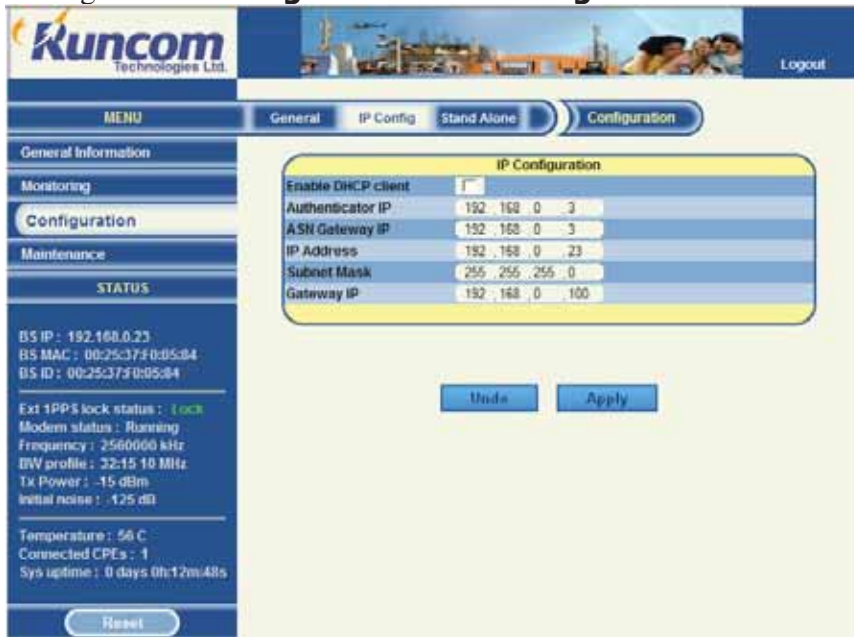 Runcom
Technologies Ltd.
Logout
MENU
General IP Config Stand Alone Configuration
General Information
Monitoring
Configuration
Maintenance
STATUS
IP Configuration
Enable DHCP client
Authenticator IP 192 . 168 . 0 . 3
ASN Gateway IP 192 . 168 . 0 . 3
IP Address 192 . 168 . 0 . 23
Subnet Mask 255 . 255 . 255 . 0
Gateway IP 192 . 168 . 0 . 100
Undo Apply
BS IP : 192.168.0.23
BS MAC : 00:25:37:F0:05:84
BS ID : 00:25:37:F0:05:84
Ext 1PPS lock status : Lock
Modem status : Running
Frequency : 2560000 kHz
BW profile : 32:15 10 MHz
Tx Power : -15 dBm
Initial noise : -125 dB
Temperature : 56 C
Connected CPEs : 1
Sys uptime : 0 days 0h:12m:48s
Reset